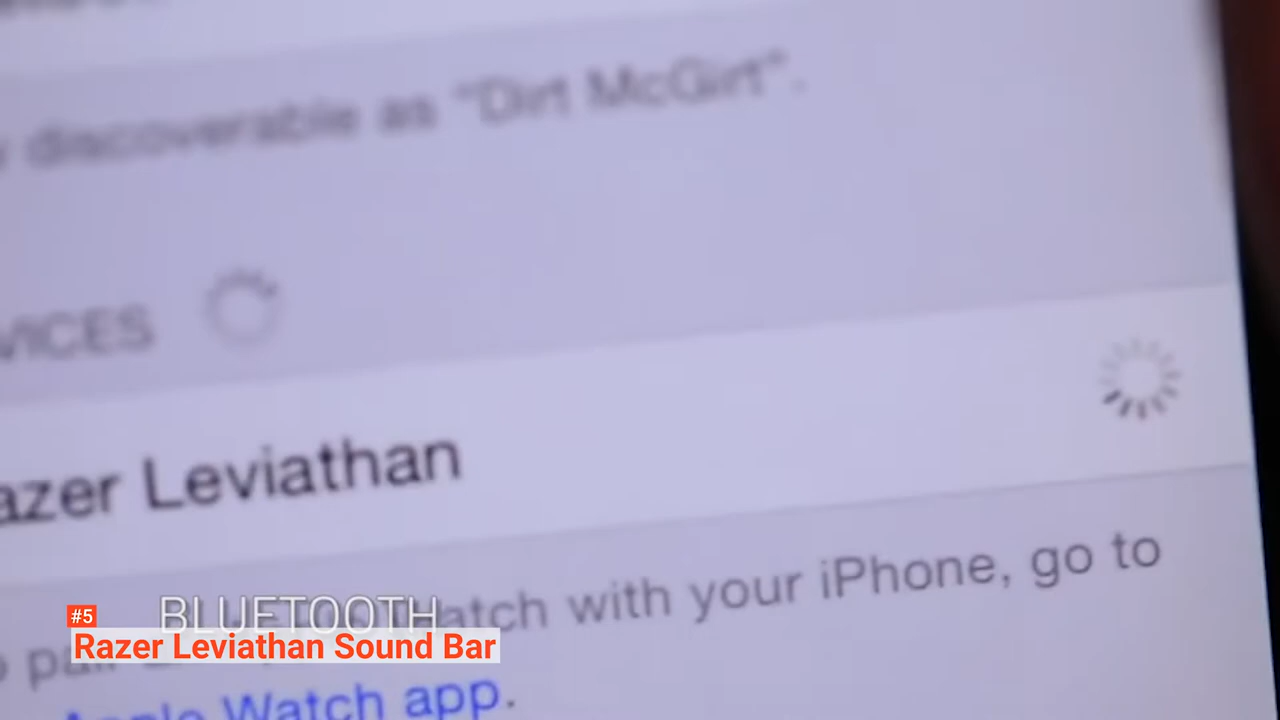 discoverable as "Dirt McGirt".
VICES
azer Leviathan
atch with your iPhone, go to
#5
BLUETOOTH
Razer Leviathan Sound Bar
Apple Watch app.